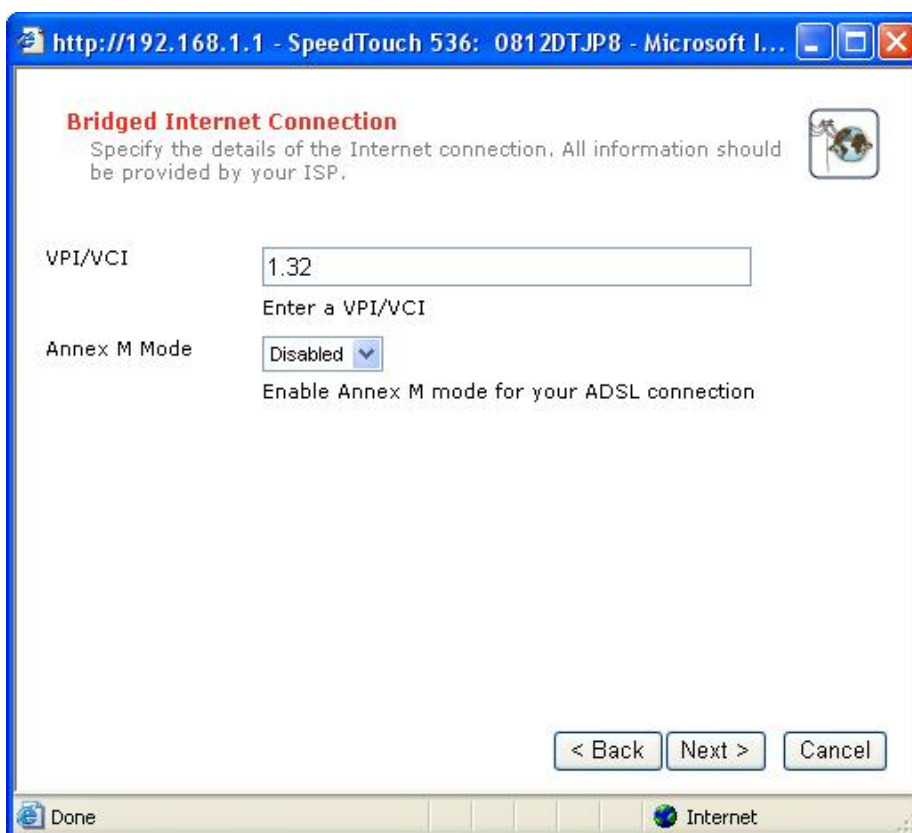 http://192.168.1.1 - SpeedTouch 536: 0812DTJP8 - Microsoft I...
Bridged Internet Connection
Specify the details of the Internet connection. All information should
be provided by your ISP.
VPI/VCI
1.32
Enter a VPI/VCI
Annex M Mode
Disabled
Enable Annex M mode for your ADSL connection
< Back Next > Cancel
Done Internet